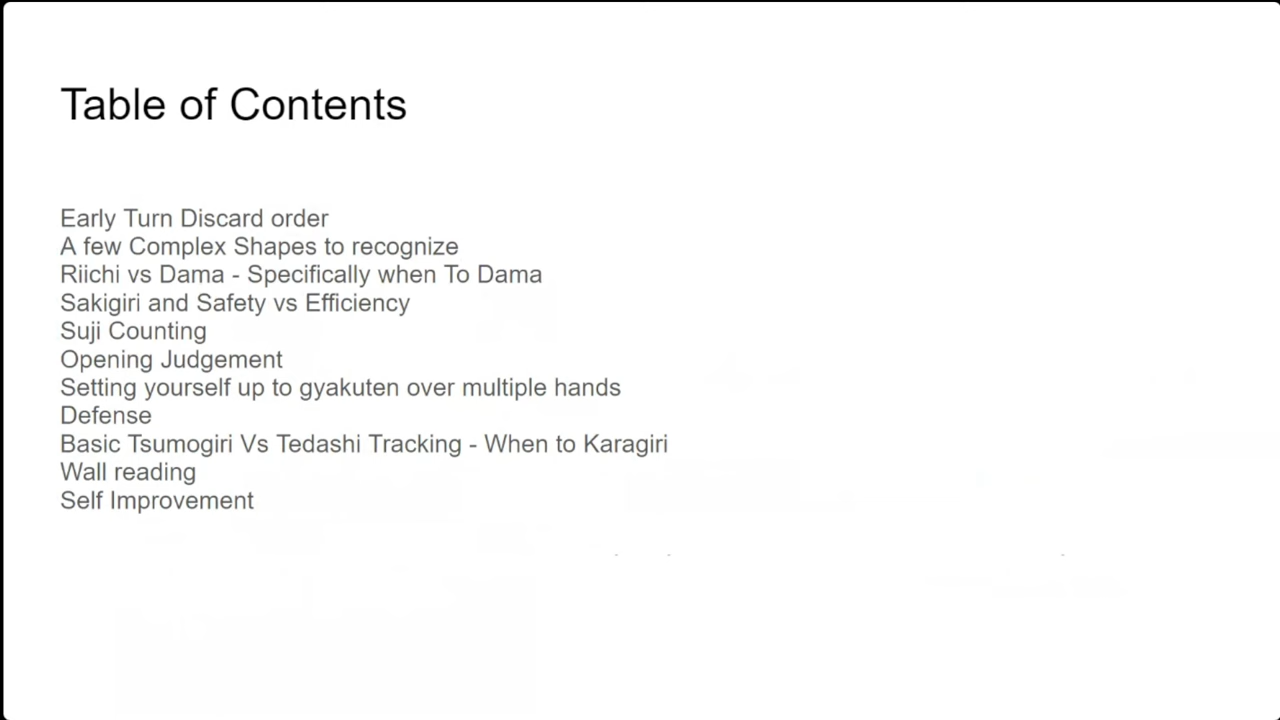 Table of Contents
Early Turn Discard order
A few Complex Shapes to recognize
Riichi vs Dama - Specifically when To Dama
Sakigiri and Safety vs Efficiency
Suji Counting
Opening Judgement
Setting yourself up to gyakuten over multiple hands
Defense
Basic Tsumogiri Vs Tedashi Tracking - When to Karagiri
Wall reading
Self Improvement